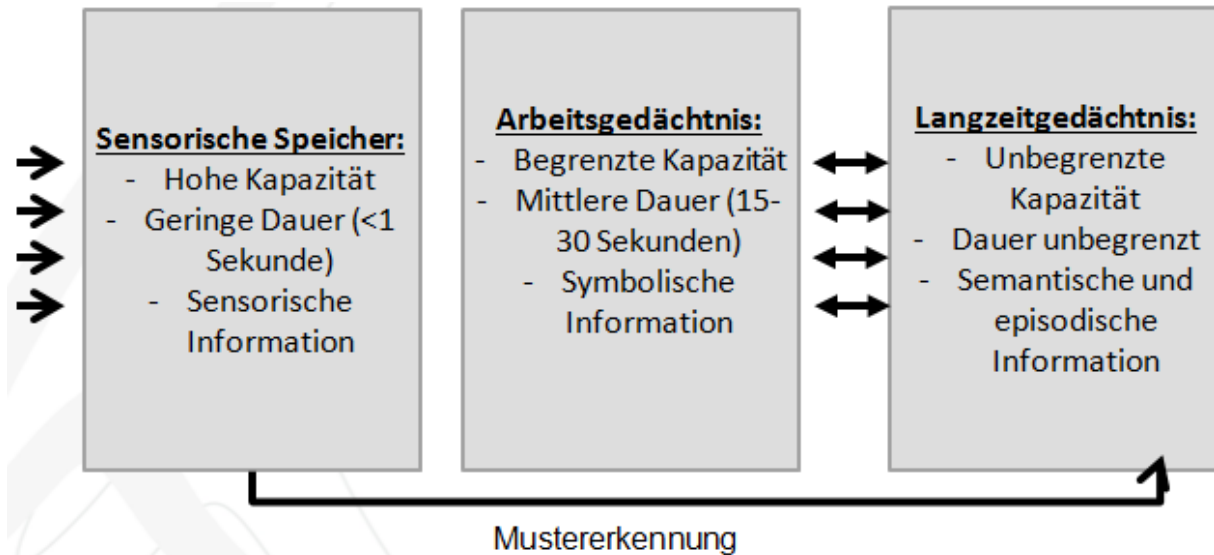 Sensorische Speicher:
- Hohe Kapazität
- Geringe Dauer (<1
Sekunde)
- Sensorische
Information
Arbeitsgedächtnis:
- Begrenzte Kapazität
- Mittlere Dauer (15-
30 Sekunden)
- Symbolische
Information
Langzeitgedächtnis:
- Unbegrenzte
Kapazität
- Dauer unbegrenzt
- Semantische und
episodische
Information
Mustererkennung